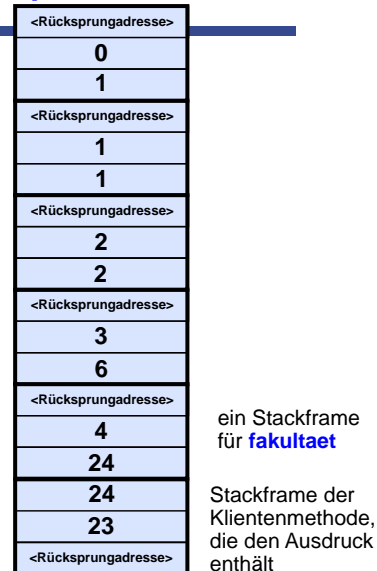 <Rücksprungadresse>
0
1
<Rücksprungadresse>
1
1
<Rücksprungadresse>
2
2
<Rücksprungadresse>
3
6
<Rücksprungadresse>
4
24
ein Stackframe
für fakultaet
24
23
<Rücksprungadresse>
Stackframe der
Klientenmethode,
die den Ausdruck
enthält